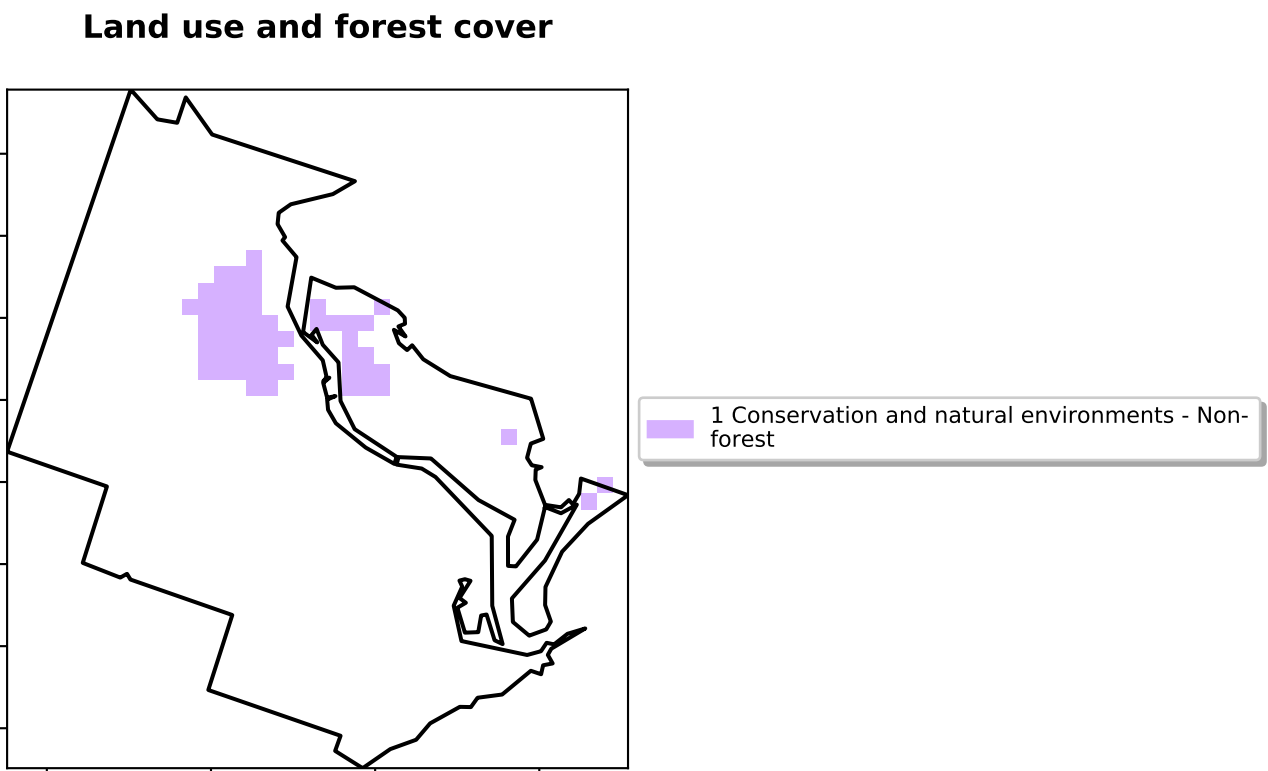 Land use and forest cover
1 Conservation and natural environments - Non-
forest